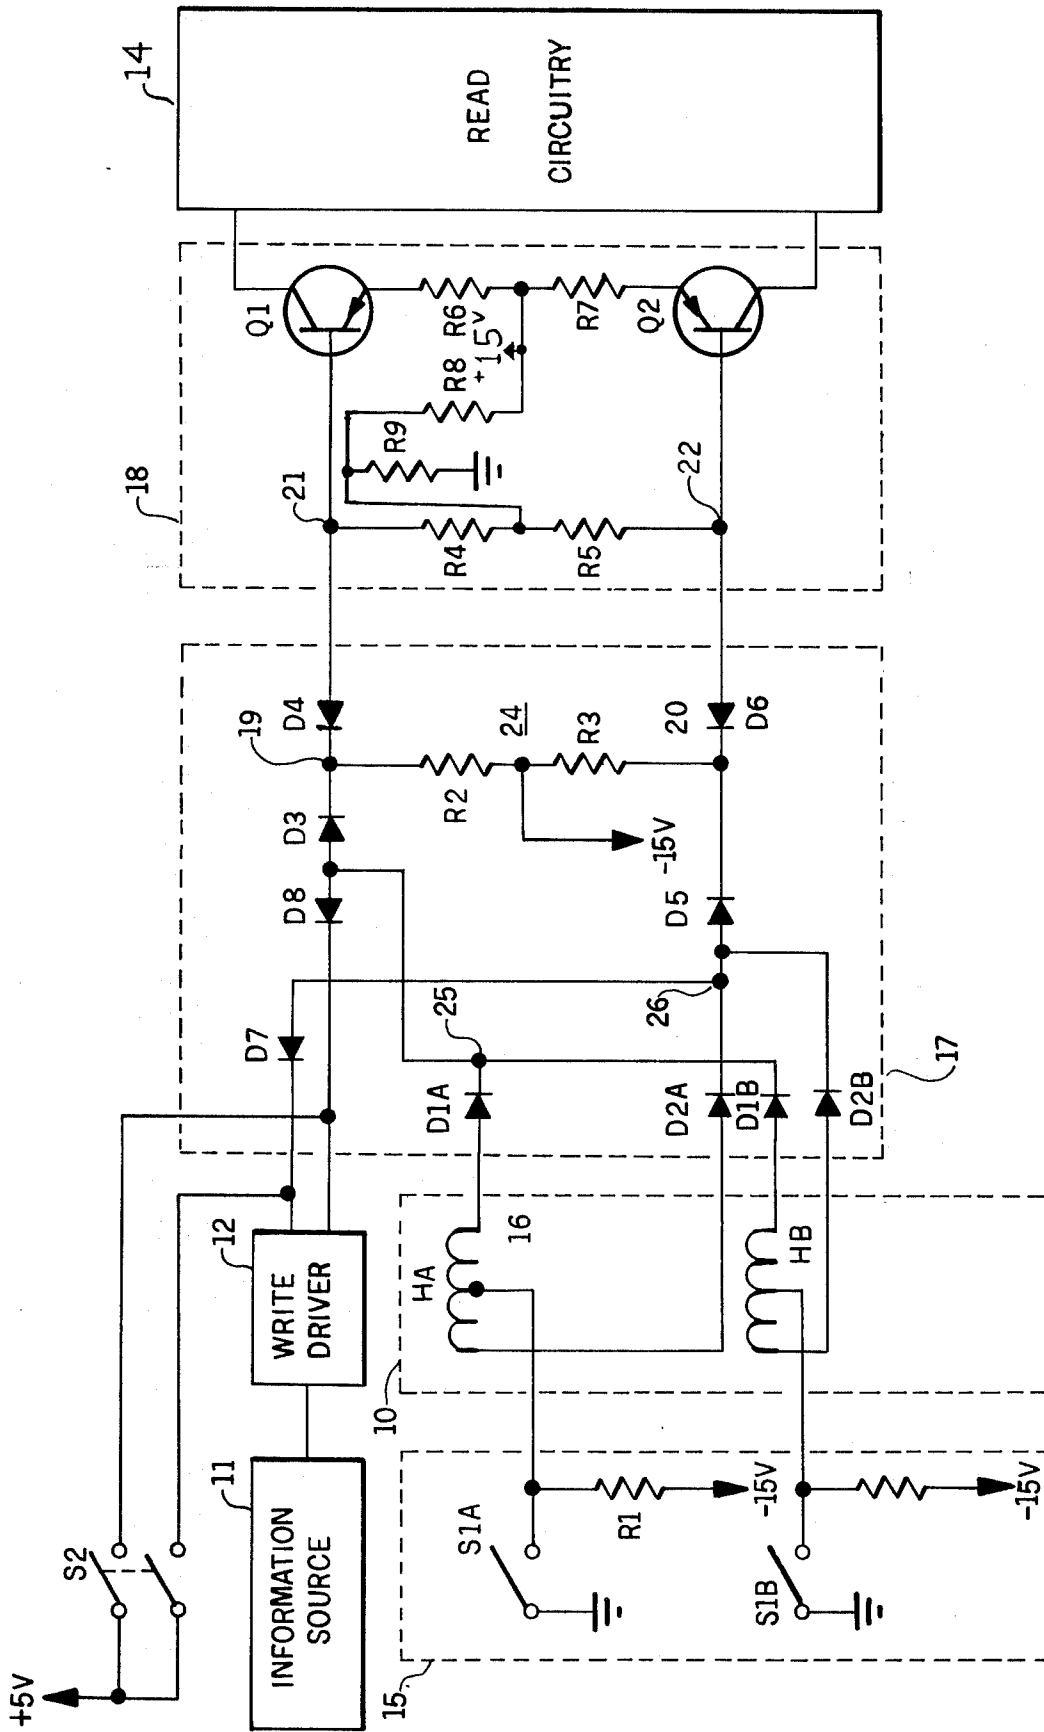 +5V
S2
11
INFORMATION
SOURCE
12
WRITE
DRIVER
15
S1A
R1
-15V
S1B
-15V
10
HA
16
HB
17
D7
D8
D3
19
D4
25
D1A
26
D2A
D1B
D2B
D5
R2
24
R3
-15V
20
D6
18
21
R4
R5
22
R9
R8
+15V
R6
R7
Q1
Q2
14
READ
CIRCUITRY